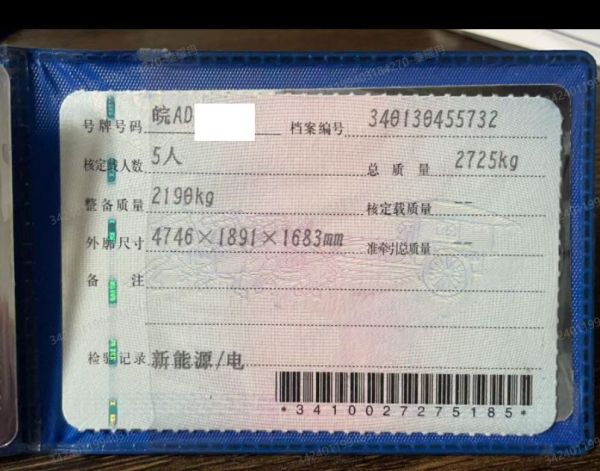 号牌号码 皖AD 档案编号 340130455732
核定载人数 5人 总质量 2725kg
整备质量 2190kg 核定载质量 --
外廓尺寸 4746×1891×1683mm 准牵引总质量 --
备注
检验记录 新能源/电
*3410027275185*